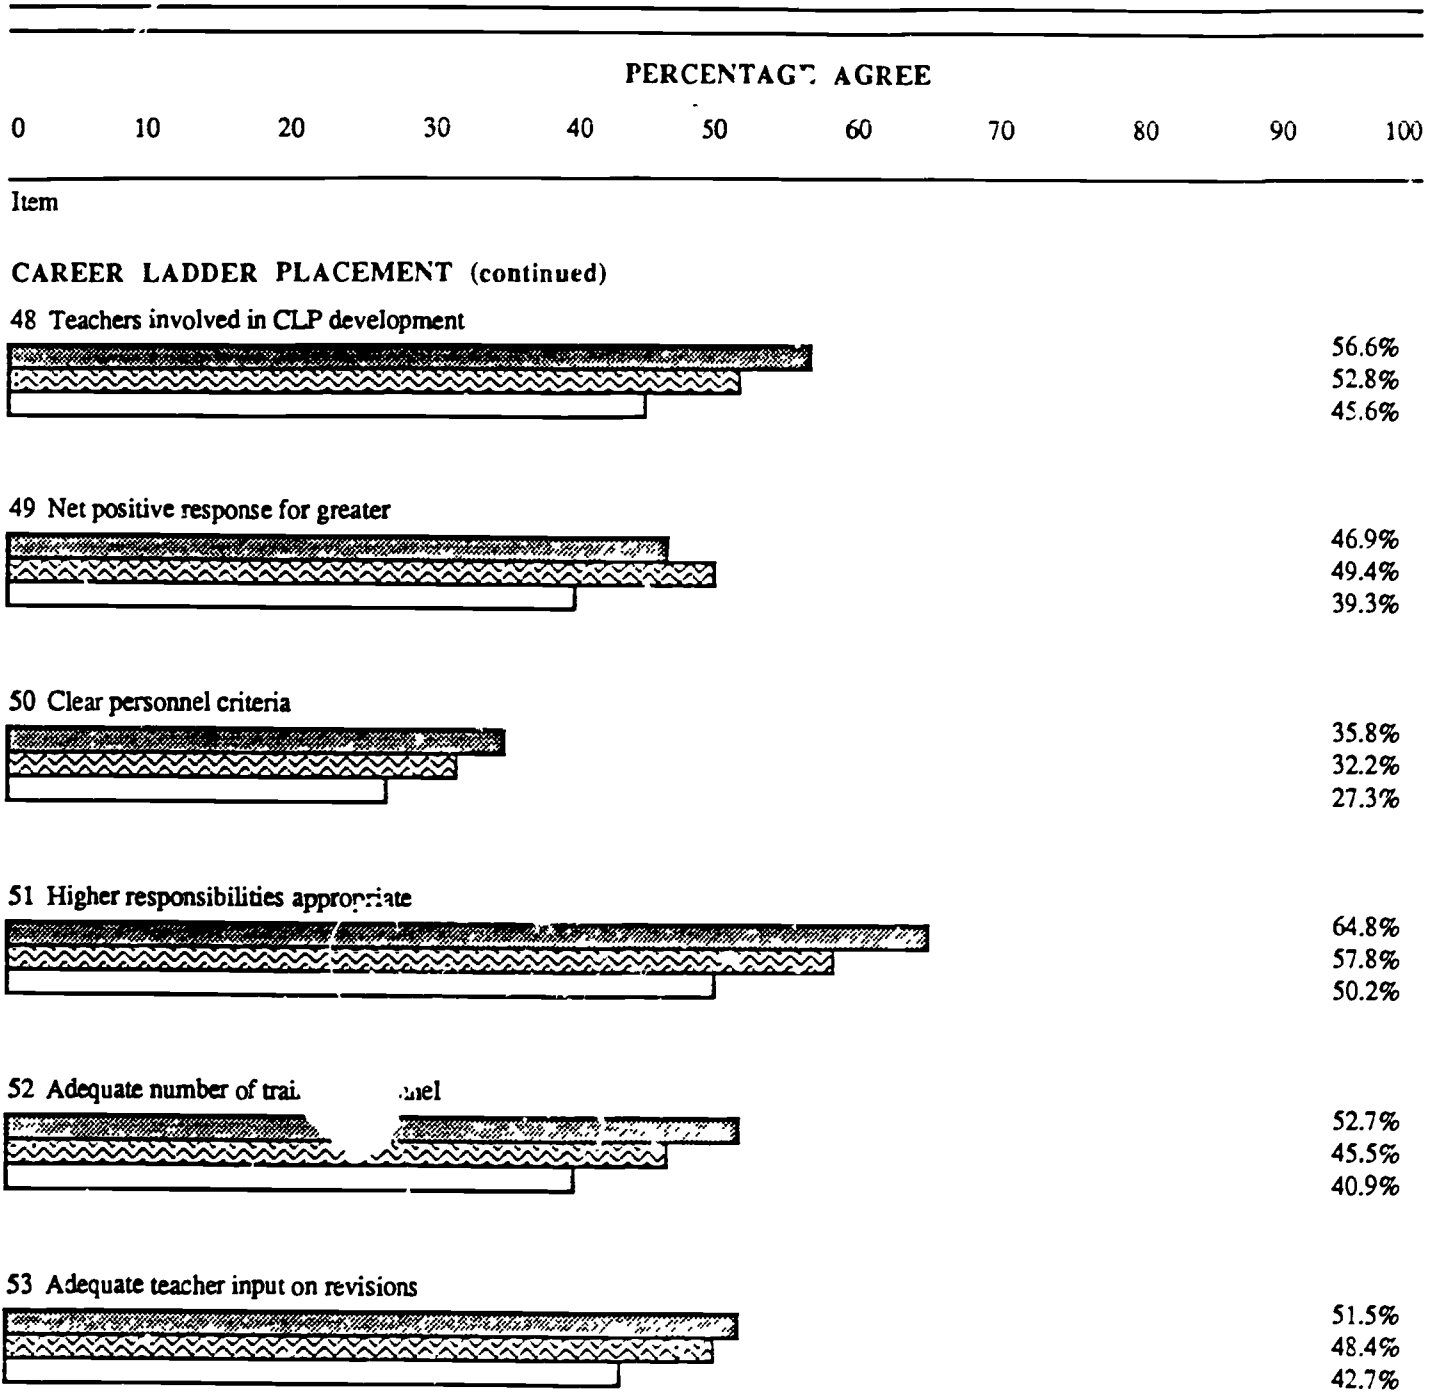 PERCENTAGE AGREE
0 10 20 30 40 50 60 70 80 90 100
Item
CAREER LADDER PLACEMENT (continued)
48 Teachers involved in CLP development
56.6%
52.8%
45.6%
49 Net positive response for greater
46.9%
49.4%
39.3%
50 Clear personnel criteria
35.8%
32.2%
27.3%
51 Higher responsibilities appropriate
64.8%
57.8%
50.2%
52 Adequate number of
52.7%
45.5%
40.9%
53 Adequate teacher input on revisions
51.5%
48.4%
42.7%